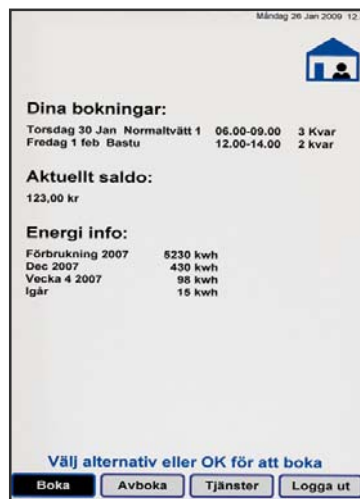 Måndag 26 Jan 2009 12.
Dina bokningar:
Torsdag 30 Jan Normaltvätt 1 06.00-09.00 3 Kvar
Fredag 1 feb Bastu 12.00-14.00 2 kvar
Aktuellt saldo:
123,00 kr
Energi info:
Förbrukning 2007 5230 kwh
Dec 2007 430 kwh
Vecka 4 2007 98 kwh
Igår 15 kwh
Välj alternativ eller OK för att boka
Boka Avboka Tjänster Logga ut